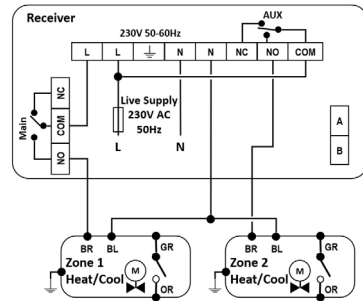 Receiver
AUX
230V 50-60Hz
L L N N NC NO COM
NC
COM
NO
Main
Live Supply
230V AC
50Hz
L N
A
B
BR BL GR
Zone 1
Heat/Cool
M
OR
BR BL GR
Zone 2
Heat/Cool
M
OR